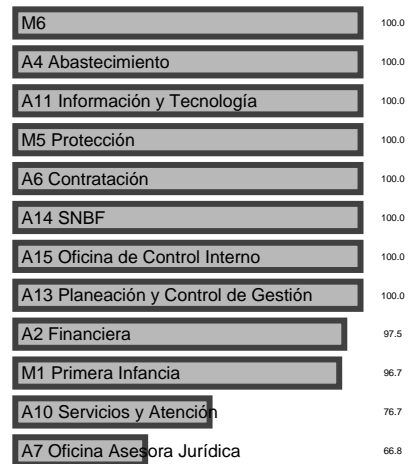 M6 100.0
A4 Abastecimiento 100.0
A11 Información y Tecnología 100.0
M5 Protección 100.0
A6 Contratación 100.0
A14 SNBF 100.0
A15 Oficina de Control Interno 100.0
A13 Planeación y Control de Gestión 100.0
A2 Financiera 97.5
M1 Primera Infancia 96.7
A10 Servicios y Atención 76.7
A7 Oficina Asesora Jurídica 66.8